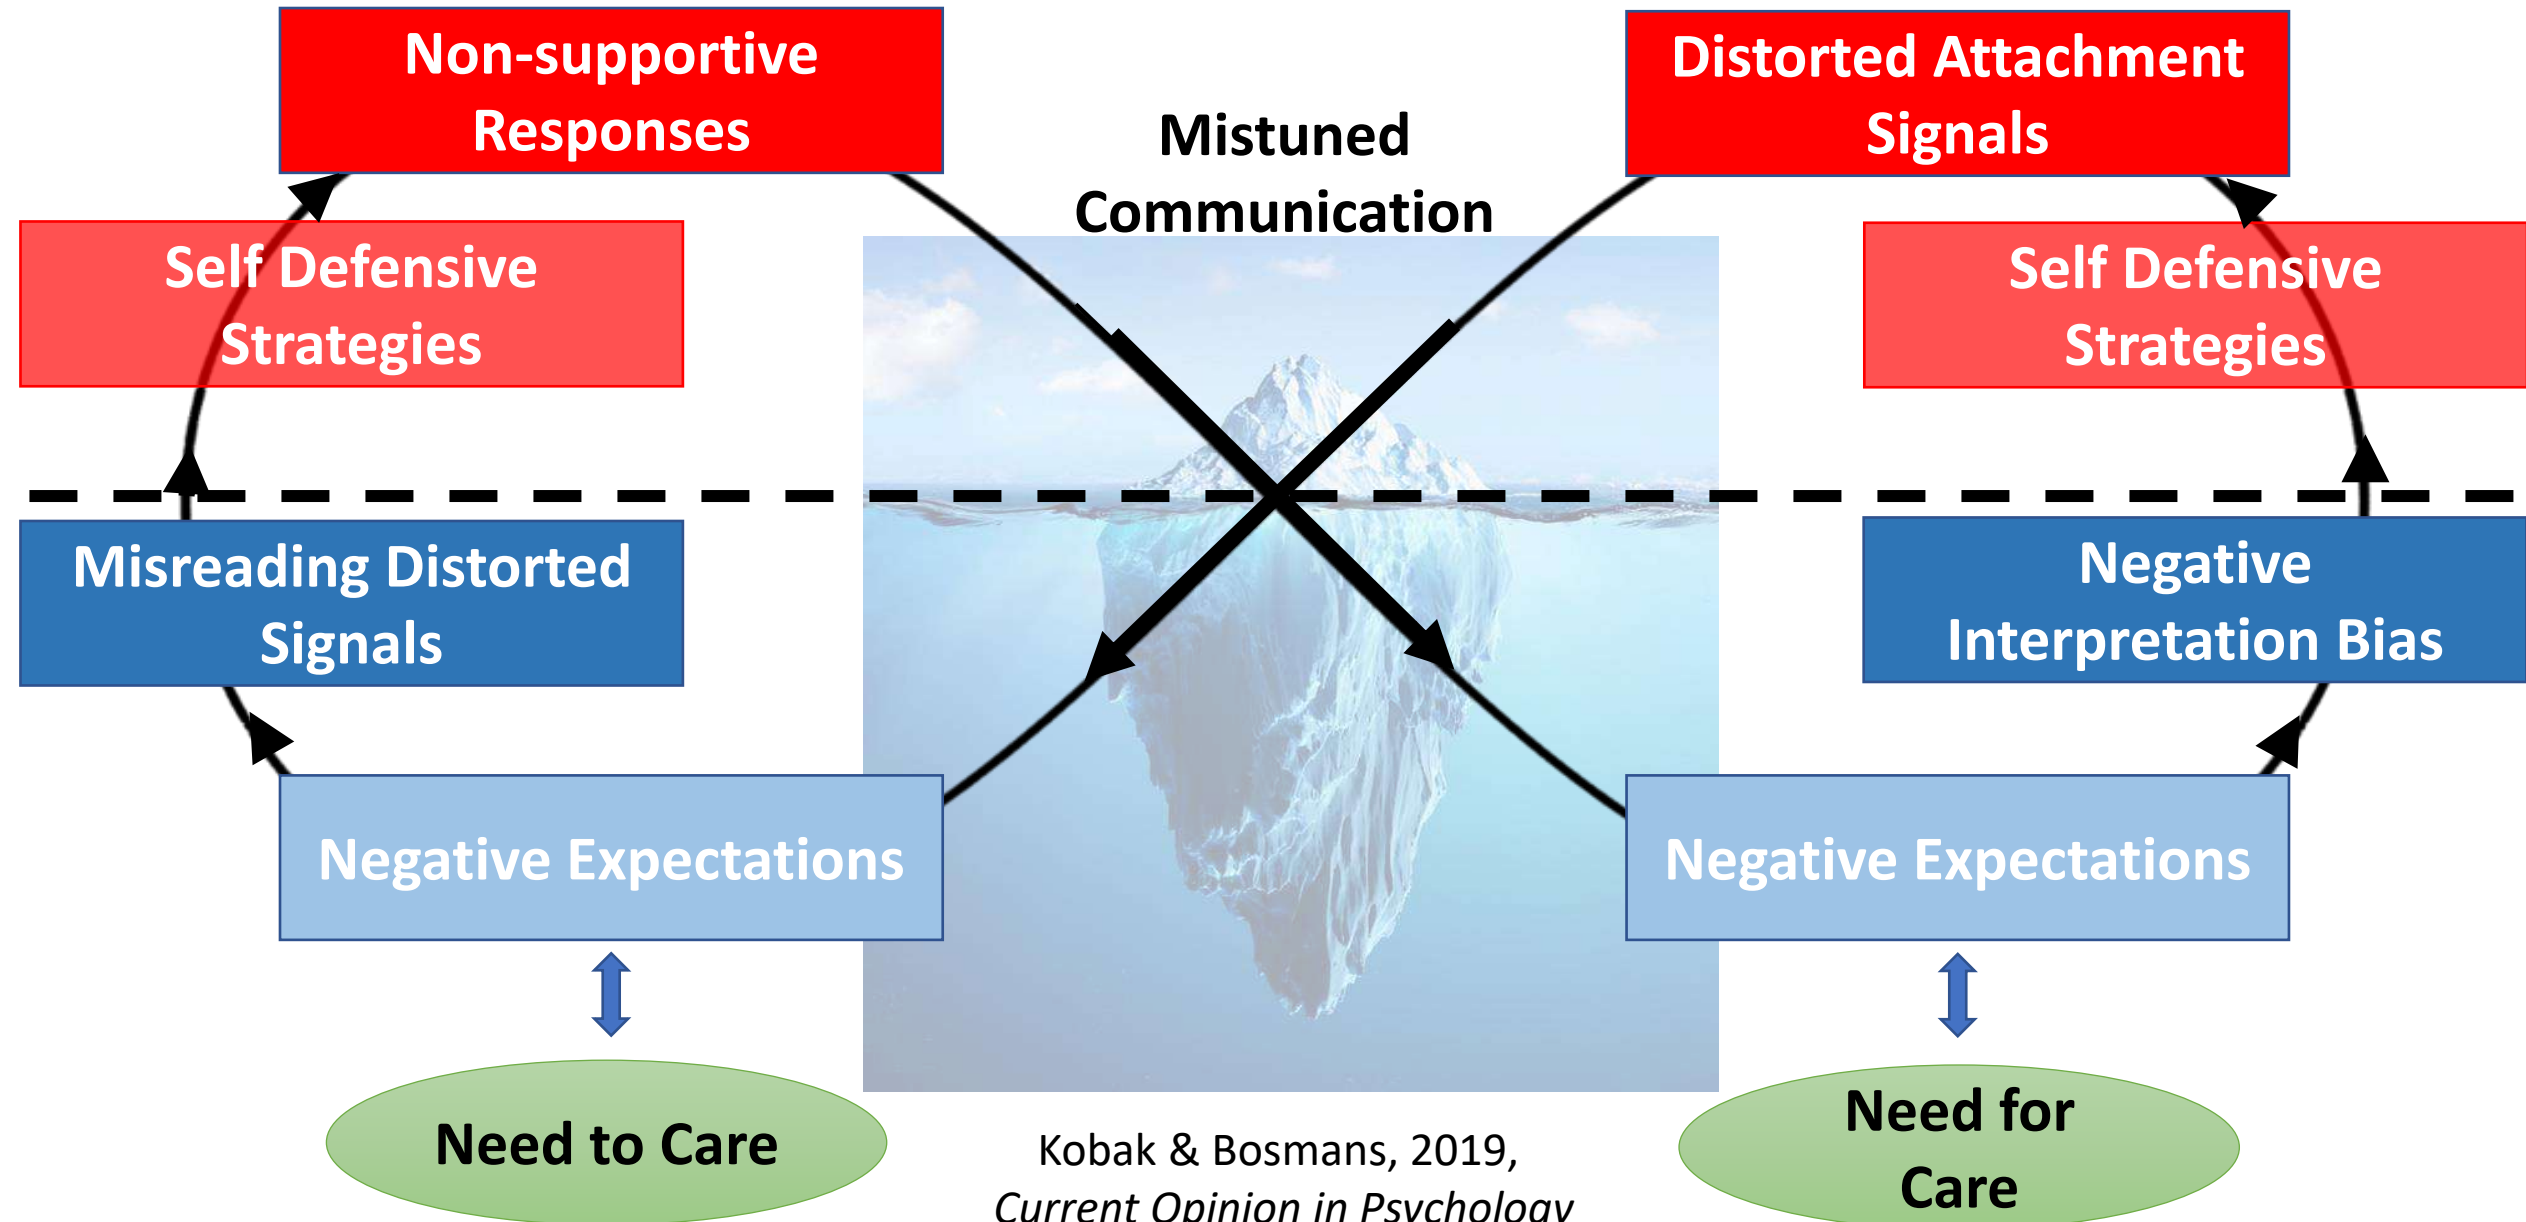 Non-supportive
Responses
Distorted Attachment
Signals
Mistuned
Communication
Self Defensive
Strategies
Self Defensive
Strategies
Misreading Distorted
Signals
Negative
Interpretation Bias
Negative Expectations
Negative Expectations
Need to Care
Need for
Care
Kobak & Bosmans, 2019,
Current Opinion in Psychology